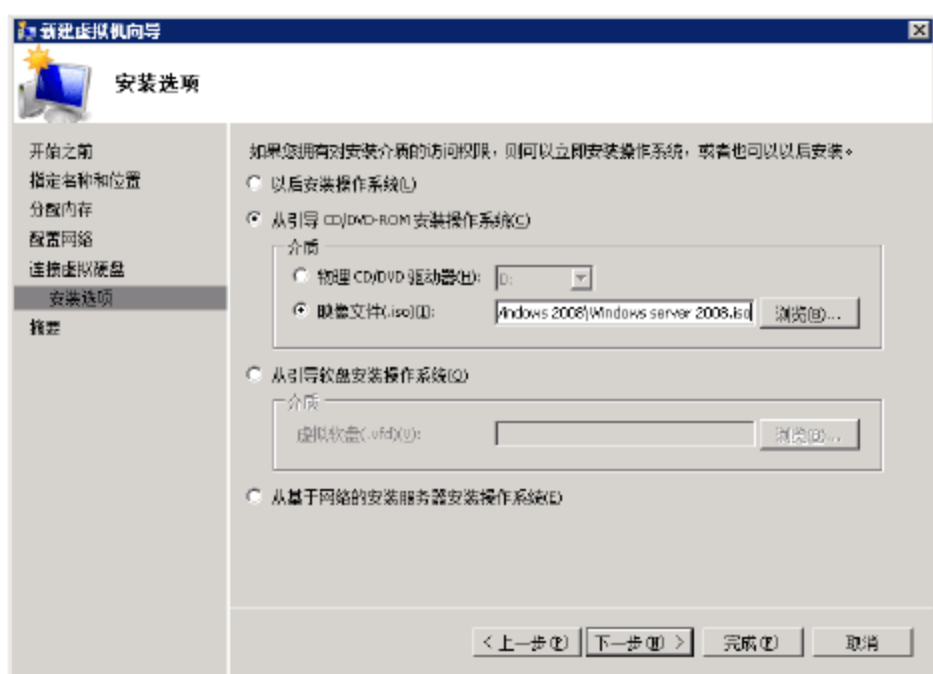 新建虚拟机向导
安装选项
开始之前
指定名称和位置
分配内存
配置网络
连接虚拟硬盘
安装选项
摘要
如果您拥有对安装介质的访问权限，则可以立即安装操作系统，或者也可以以后安装。
以后安装操作系统(L)
从引导 CD/DVD-ROM 安装操作系统(C)
介质
物理 CD/DVD 驱动器(H): D:
映像文件(.iso)(I): Windows 2008\Windows server 2008.iso 浏览(B)...
从引导软盘安装操作系统(O)
介质
虚拟软盘(.vfd)(V): 浏览(B)...
从基于网络的安装服务器安装操作系统(E)
< 上一步(P) 下一步(N) > 完成(F) 取消